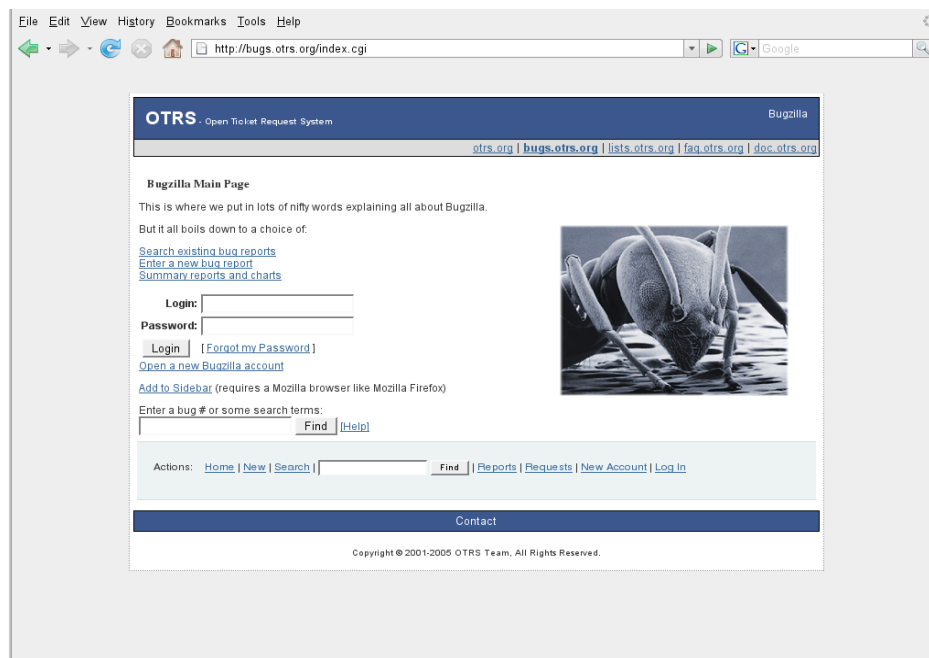 File Edit View History Bookmarks Tools Help
http://bugs.otrs.org/index.cgi
Google
OTRS - Open Ticket Request System
Bugzilla
otrs.org | bugs.otrs.org | lists.otrs.org | faq.otrs.org | doc.otrs.org
Bugzilla Main Page
This is where we put in lots of nifty words explaining all about Bugzilla.
But it all boils down to a choice of:
Search existing bug reports
Enter a new bug report
Summary reports and charts
Login:
Password:
Login [ Forgot my Password ]
Open a new Bugzilla account
Add to Sidebar (requires a Mozilla browser like Mozilla Firefox)
Enter a bug # or some search terms:
Find [Help]
Actions: Home | New | Search | Find | Reports | Requests | New Account | Log In
Contact
Copyright © 2001-2005 OTRS Team, All Rights Reserved.